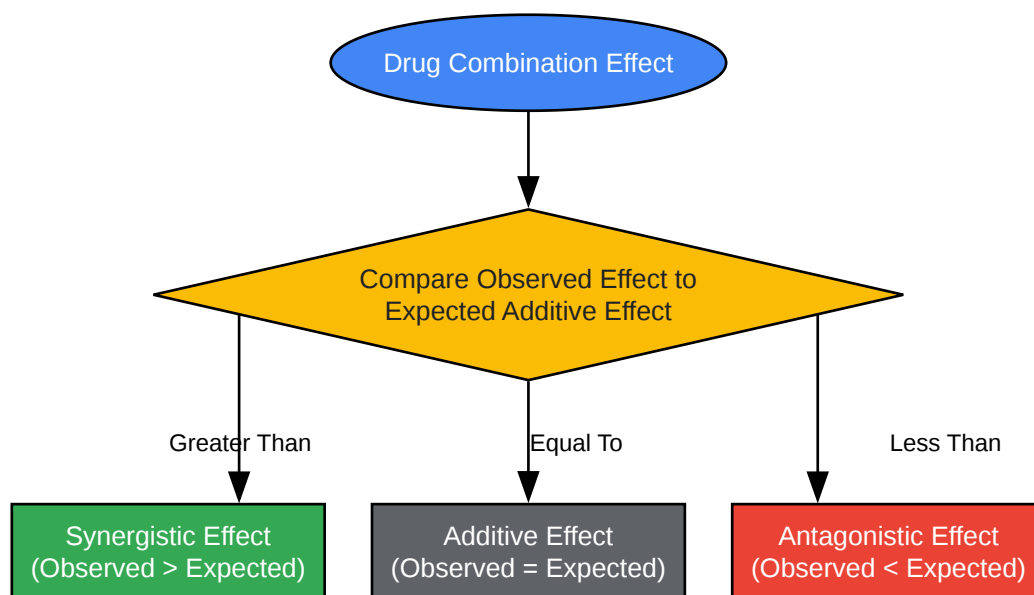 Drug Combination Effect
Compare Observed Effect to
Expected Additive Effect
Greater Than
Equal To
Less Than
Synergistic Effect
(Observed > Expected)
Additive Effect
(Observed = Expected)
Antagonistic Effect
(Observed < Expected)